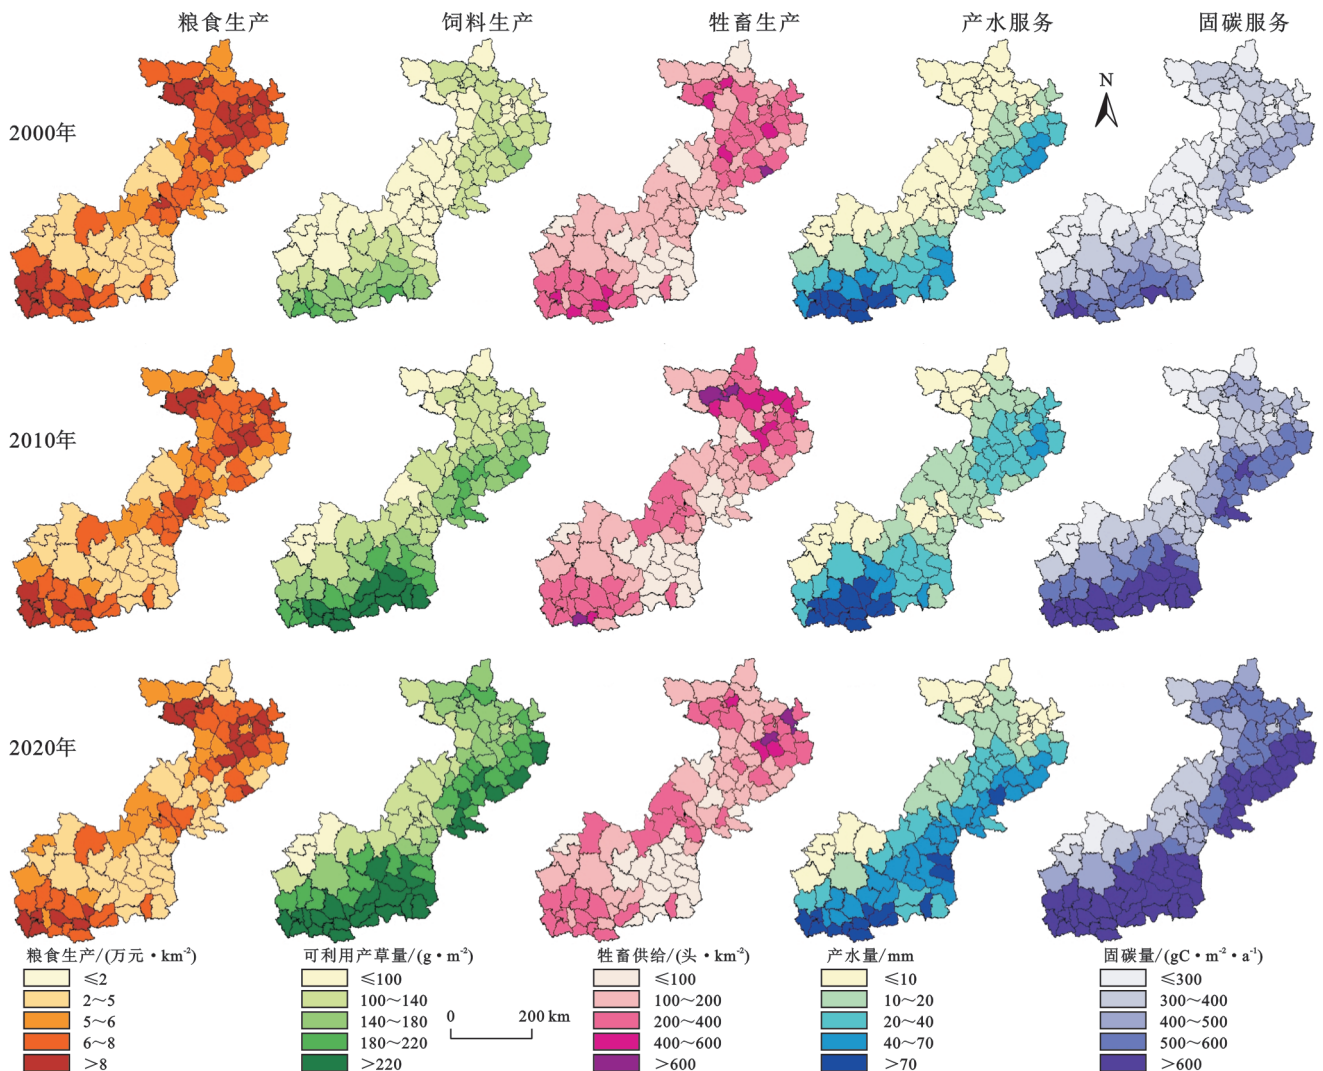 粮食生产 饲料生产 牲畜生产 产水服务 固碳服务
N
2000年
2010年
2020年
粮食生产/(万元·km⁻²)
≤2
2～5
5～6
6～8
>8
可利用产草量/(g·m⁻²)
≤100
100～140
140～180
180～220
>220
0 200 km
牲畜供给/(头·km⁻²)
≤100
100～200
200～400
400～600
>600
产水量/mm
≤10
10～20
20～40
40～70
>70
固碳量/(gC·m⁻²·a⁻¹)
≤300
300～400
400～500
500～600
>600